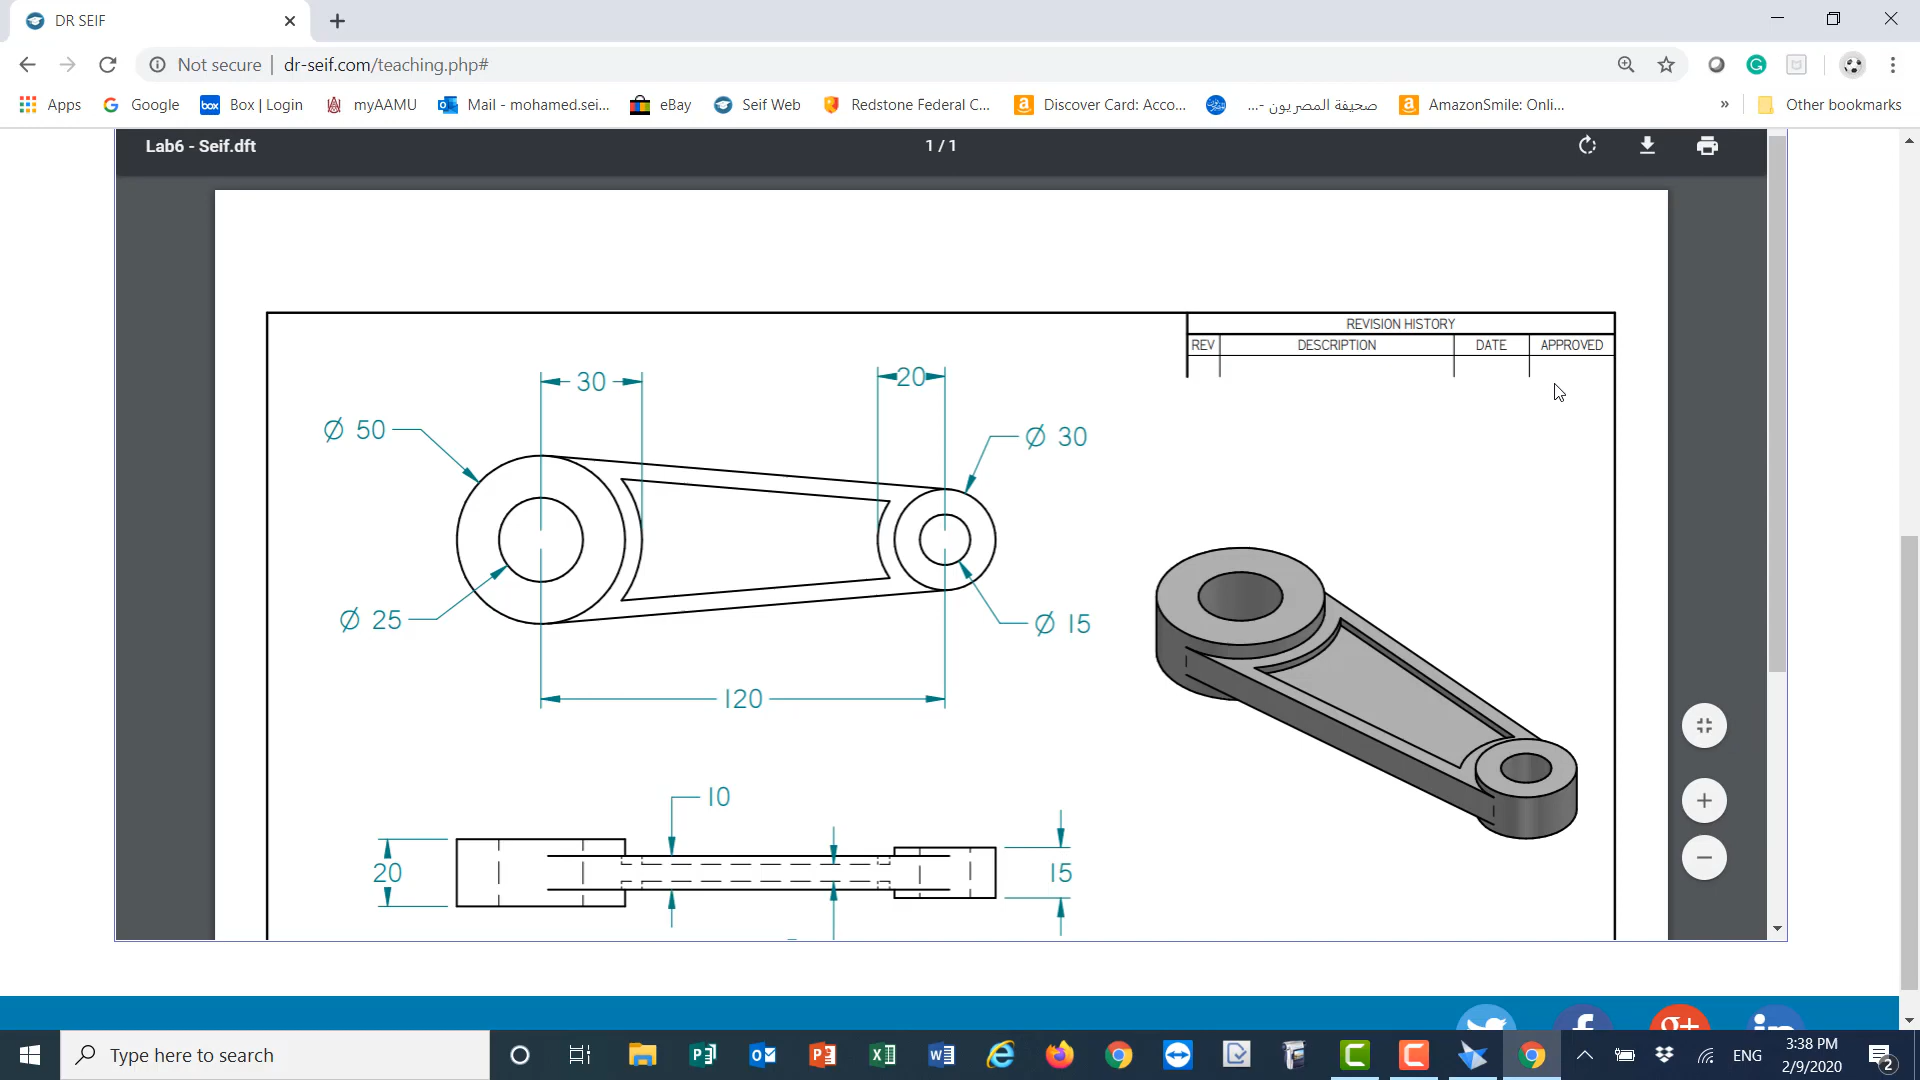 DR SEIF
Not secure | dr-seif.com/teaching.php#
Apps Google Box | Login myAAMU Mail - mohamed.sei... eBay Seif Web Redstone Federal C... Discover Card: Acco... صحيفة المصريون -... AmazonSmile: Onli... » Other bookmarks
Lab6 - Seif.dft 1 / 1
REVISION HISTORY
REV DESCRIPTION DATE APPROVED
30 20
Ø 50 Ø 30
Ø 25 Ø 15
120
10
20 15
Type here to search
ENG 3:38 PM
2/9/2020 2